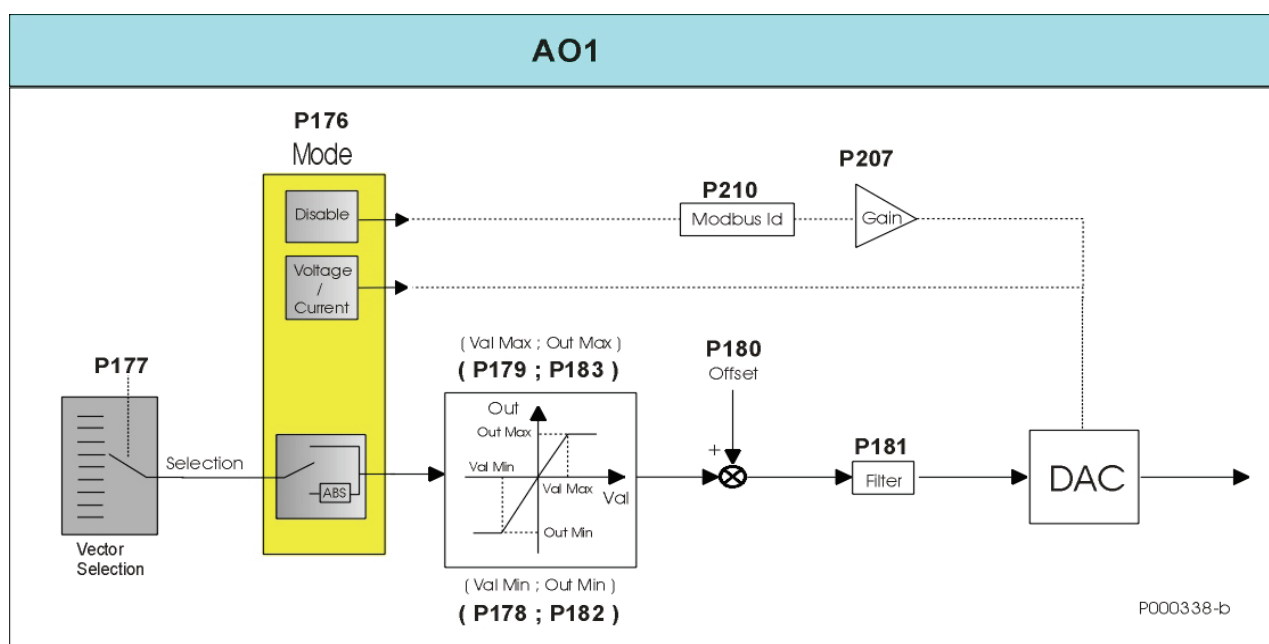 AO1
P176
Mode
Disable
Voltage
/
Current
P210
Modbus Id
P207
Gain
P177
Selection
Vector
Selection
ABS
( Val Max ; Out Max )
( P179 ; P183 )
Out
Out Max
Val Min
Val Max
Val
Out Min
( Val Min ; Out Min )
( P178 ; P182 )
P180
Offset
+
P181
Filter
DAC
P000338-b